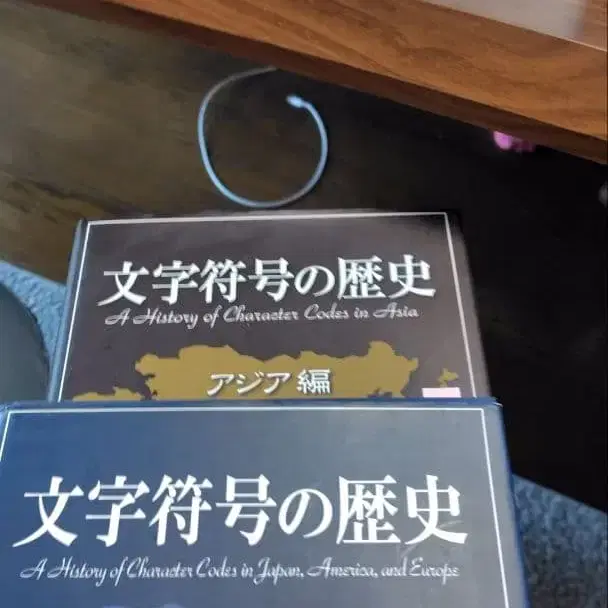 文字符号の歴史
A History of Character Codes in Asia
アジア編
文字符号の歴史
A History of Character Codes in Japan, America, and Europe